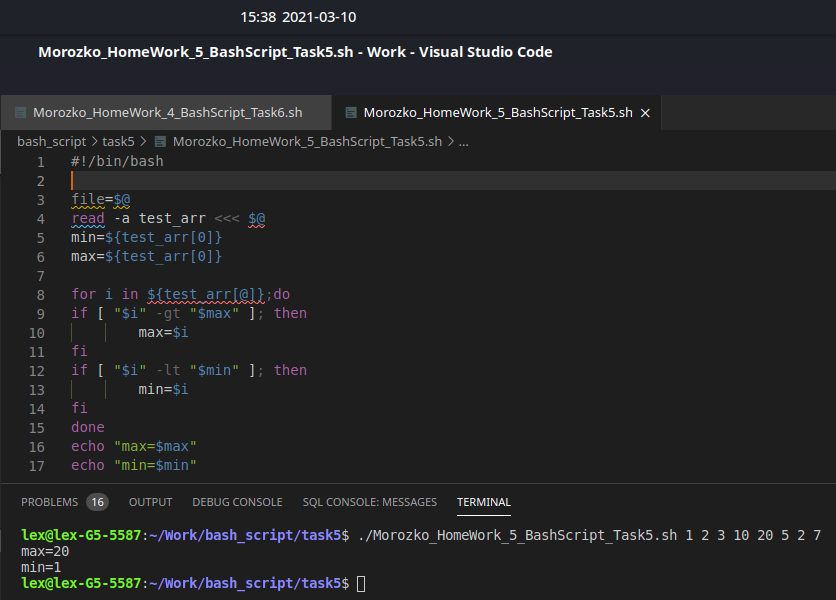 15:38 2021-03-10
Morozko_HomeWork_5_BashScript_Task5.sh - Work - Visual Studio Code
Morozko_HomeWork_4_BashScript_Task6.sh Morozko_HomeWork_5_BashScript_Task5.sh ×
bash_script > task5 > Morozko_HomeWork_5_BashScript_Task5.sh > ...
1 #!/bin/bash
2
3 file=$@
4 read -a test_arr <<< $@
5 min=${test_arr[0]}
6 max=${test_arr[0]}
7
8 for i in ${test_arr[@]};do
9 if [ "$i" -gt "$max" ]; then
10 max=$i
11 fi
12 if [ "$i" -lt "$min" ]; then
13 min=$i
14 fi
15 done
16 echo "max=$max"
17 echo "min=$min"
PROBLEMS 16 OUTPUT DEBUG CONSOLE SQL CONSOLE: MESSAGES TERMINAL
lex@lex-G5-5587:~/Work/bash_script/task5$ ./Morozko_HomeWork_5_BashScript_Task5.sh 1 2 3 10 20 5 2 7
max=20
min=1
lex@lex-G5-5587:~/Work/bash_script/task5$